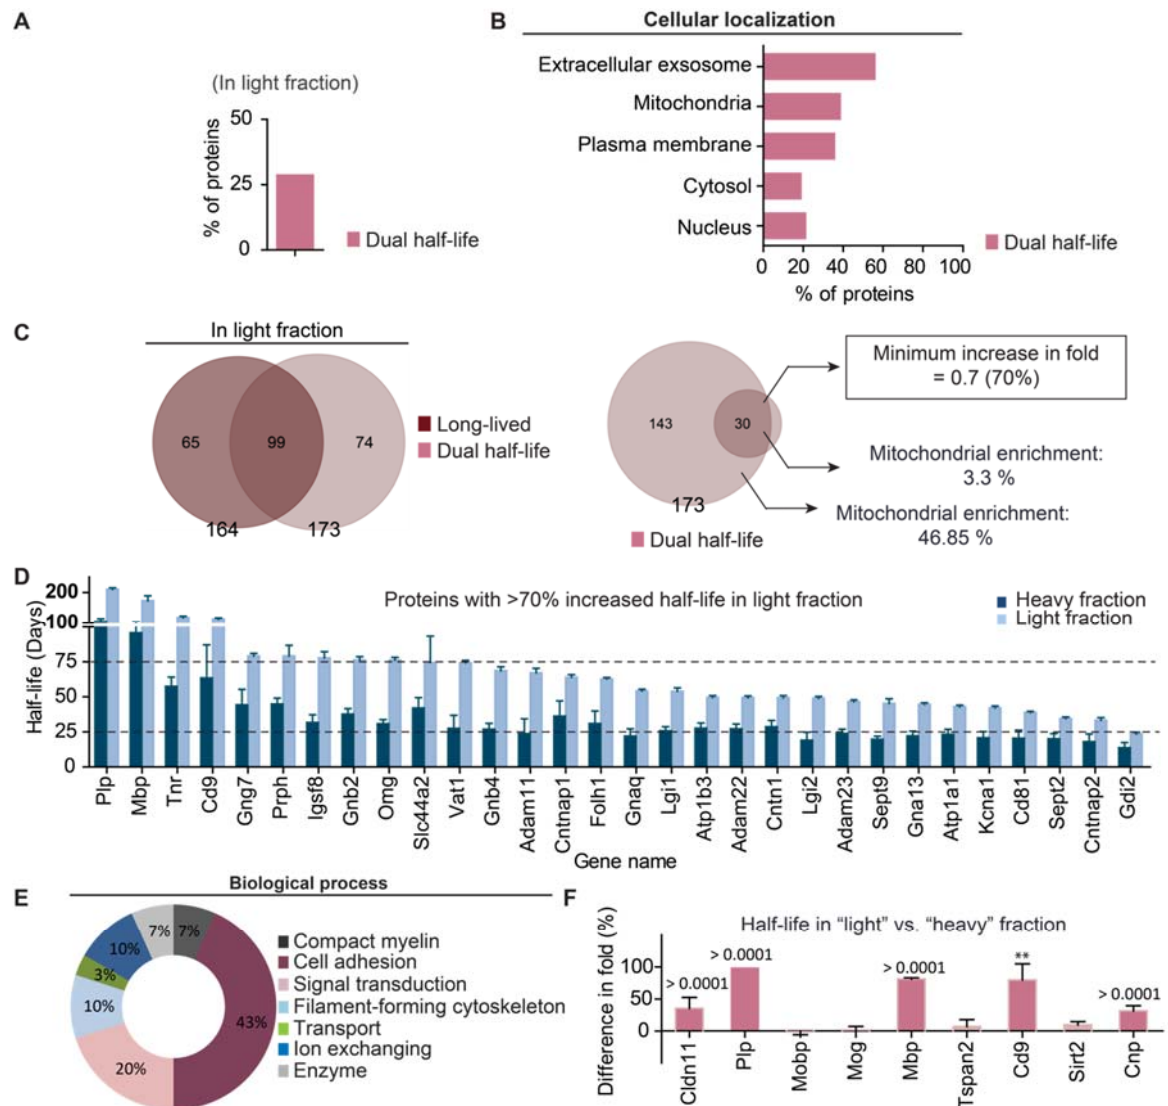 A
(In light fraction)
% of proteins
50
25
0
Dual half-life
B
Cellular localization
Extracellular exsosome
Mitochondria
Plasma membrane
Cytosol
Nucleus
0 20 40 60 80 100
% of proteins
Dual half-life
C
In light fraction
65 99 74
164 173
Long-lived
Dual half-life
143 30
173
Dual half-life
Minimum increase in fold
= 0.7 (70%)
Mitochondrial enrichment:
3.3 %
Mitochondrial enrichment:
46.85 %
D
Proteins with >70% increased half-life in light fraction
Heavy fraction
Light fraction
Half-life (Days)
200
100
75
50
25
0
Plp
Mbp
Tnr
Cd9
Gng7
Prph
Igsf8
Gnb2
Omg
Slc44a2
Vat1
Gnb4
Adam11
Cntnap1
Folh1
Gnaq
Lgi1
Atp1b3
Adam22
Cntn1
Lgi2
Adam23
Sept9
Gna13
Atp1a1
Kcna1
Cd81
Sept2
Cntnap2
Gdi2
Gene name
E
Biological process
7%
43%
20%
10%
3%
10%
7%
Compact myelin
Cell adhesion
Signal transduction
Filament-forming cytoskeleton
Transport
Ion exchanging
Enzyme
F
Half-life in “light” vs. “heavy” fraction
Difference in fold (%)
100
50
0
> 0.0001
> 0.0001
> 0.0001
**
> 0.0001
Cldn11
Plp
Mobp
Mog
Mbp
Tspan2
Cd9
Sirt2
Cnp